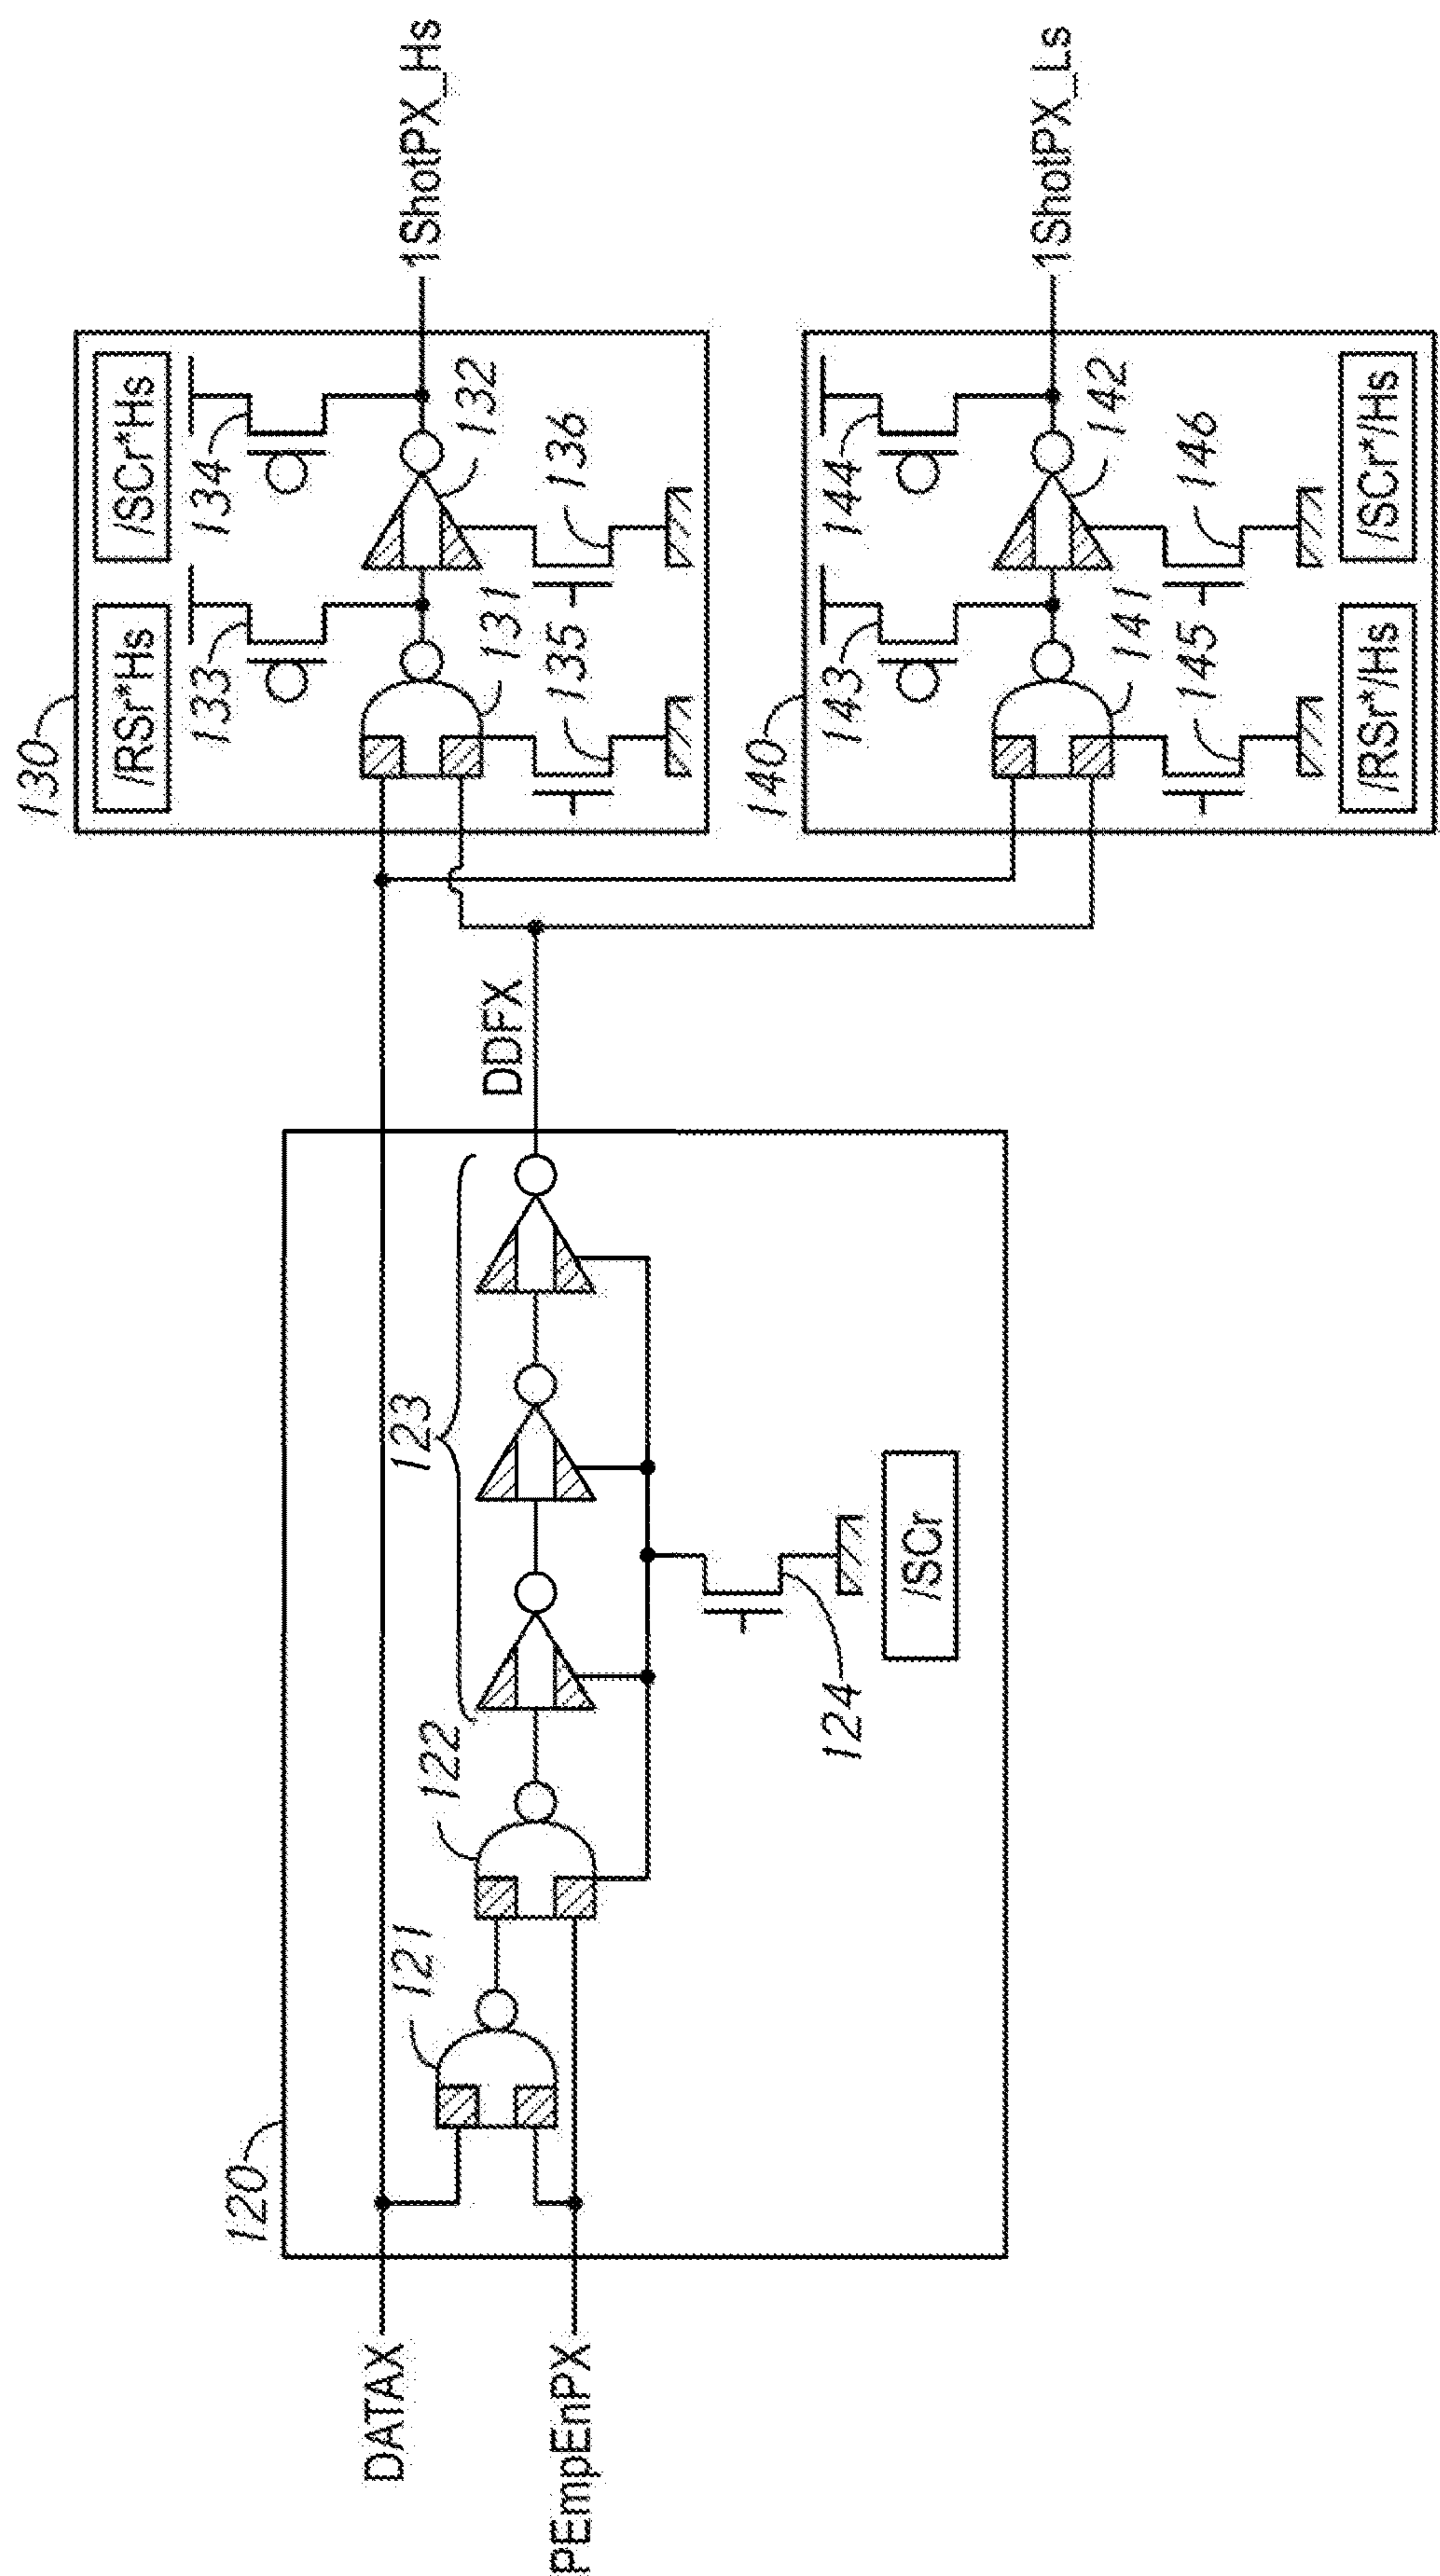 120
DATAX
PEmpEnPX
121
122
123
124
/SCr
DDFX
130
/RSr*Hs
/SCr*Hs
133
134
131
132
135
136
1ShotPX_Hs
140
143
144
141
142
145
146
/RSr*/Hs
/SCr*/Hs
1ShotPX_Ls